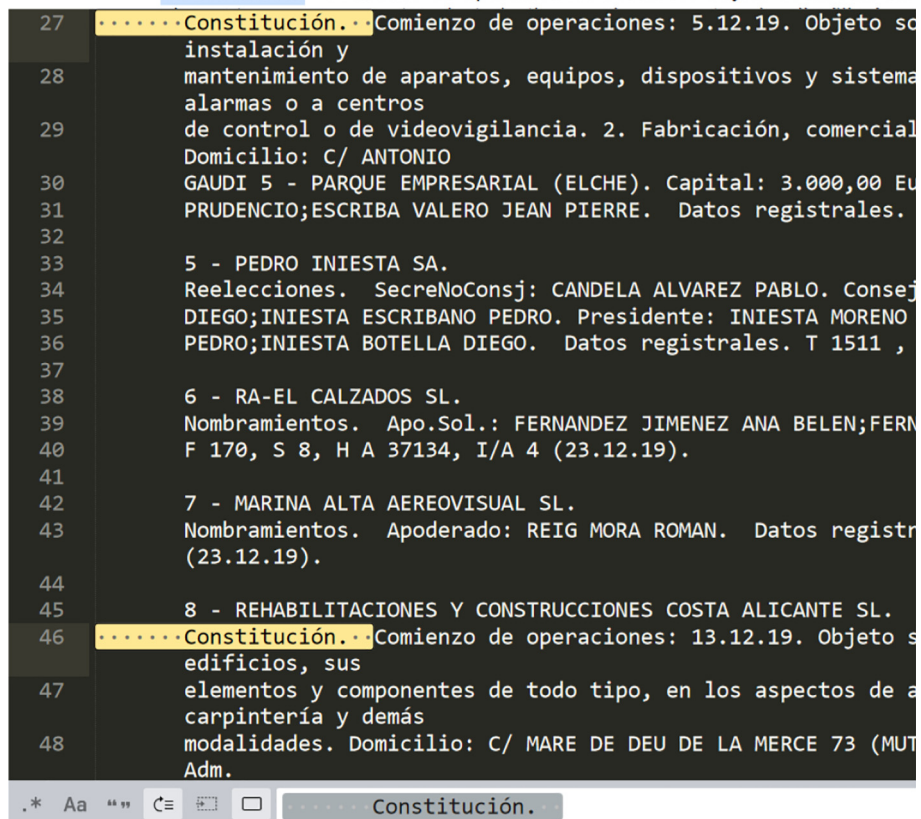 27 Constitución. Comienzo de operaciones: 5.12.19. Objeto so
instalación y
28 mantenimiento de aparatos, equipos, dispositivos y sistema
alarmas o a centros
29 de control o de videovigilancia. 2. Fabricación, comercial
Domicilio: C/ ANTONIO
30 GAUDI 5 - PARQUE EMPRESARIAL (ELCHE). Capital: 3.000,00 Eu
31 PRUDENCIO;ESCRIBA VALERO JEAN PIERRE.  Datos registrales.
32
33 5 - PEDRO INIESTA SA.
34 Reelecciones.  SecreNoConsj: CANDELA ALVAREZ PABLO. Consej
35 DIEGO;INIESTA ESCRIBANO PEDRO. Presidente: INIESTA MORENO
36 PEDRO;INIESTA BOTELLA DIEGO.  Datos registrales. T 1511 ,
37
38 6 - RA-EL CALZADOS SL.
39 Nombramientos.  Apo.Sol.: FERNANDEZ JIMENEZ ANA BELEN;FERN
40 F 170, S 8, H A 37134, I/A 4 (23.12.19).
41
42 7 - MARINA ALTA AEREOVISUAL SL.
43 Nombramientos.  Apoderado: REIG MORA ROMAN.  Datos registr
(23.12.19).
44
45 8 - REHABILITACIONES Y CONSTRUCCIONES COSTA ALICANTE SL.
46 Constitución. Comienzo de operaciones: 13.12.19. Objeto s
edificios, sus
47 elementos y componentes de todo tipo, en los aspectos de a
carpintería y demás
48 modalidades. Domicilio: C/ MARE DE DEU DE LA MERCE 73 (MUT
Adm.
.* Aa “” Constitución.